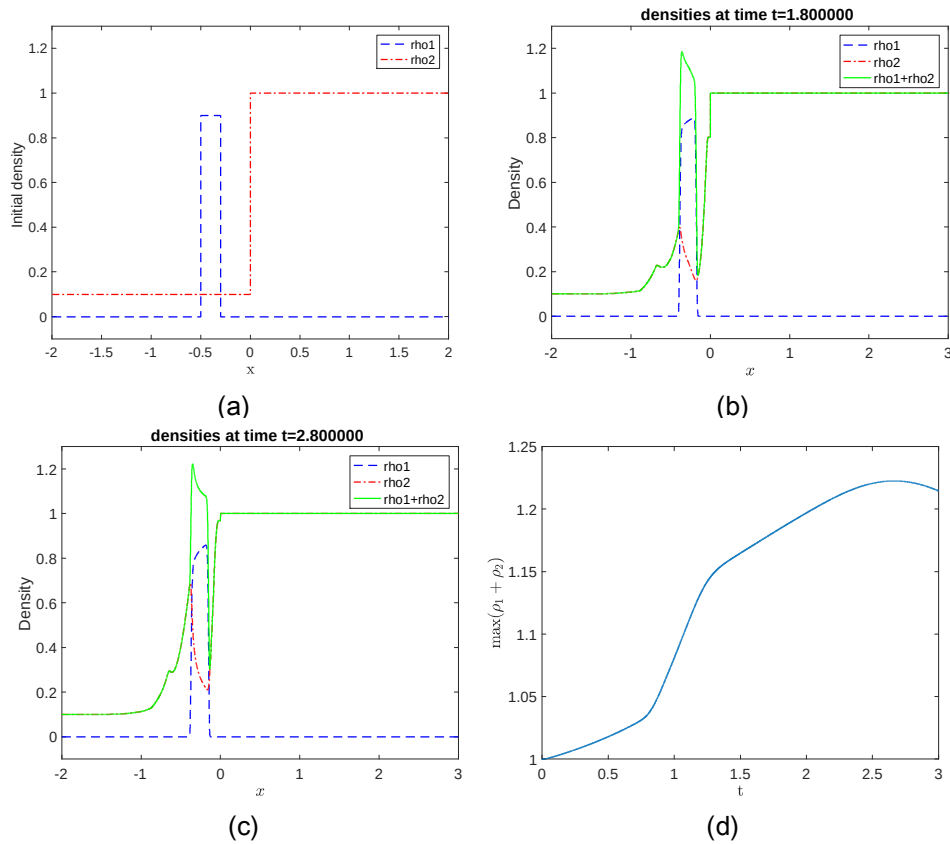 1.2
1
0.8
0.6
0.4
0.2
0
Initial density
rho1
rho2
-2 -1.5 -1 -0.5 0 0.5 1 1.5 2
x
(a)
densities at time t=1.800000
1.2
1
0.8
0.6
0.4
0.2
0
Density
rho1
rho2
rho1+rho2
-2 -1 0 1 2 3
x
(b)
densities at time t=2.800000
1.2
1
0.8
0.6
0.4
0.2
0
Density
rho1
rho2
rho1+rho2
-2 -1 0 1 2 3
x
(c)
1.25
1.2
1.15
1.1
1.05
1
max(ρ₁ + ρ₂)
0 0.5 1 1.5 2 2.5 3
t
(d)